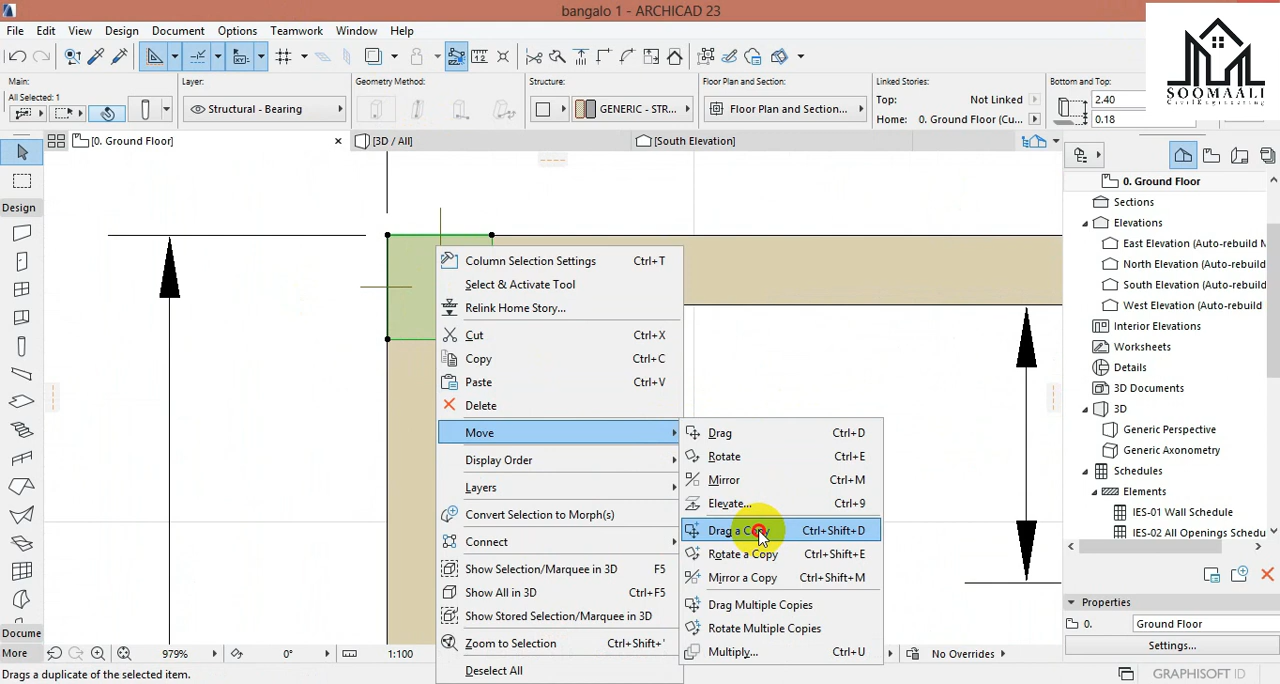 bangalo 1 - ARCHICAD 23
File Edit View Design Document Options Teamwork Window Help
SOOMAALI
Civil Engineering
Main:
All Selected: 1
Layer:
Structural - Bearing
Geometry Method:
Structure:
GENERIC - STR...
Floor Plan and Section:
Floor Plan and Section...
Linked Stories:
Top: Not Linked
Home: 0. Ground Floor (Cu...
Bottom and Top:
2.40
0.18
[0. Ground Floor]
[3D / All]
[South Elevation]
Design
Docume
More
Column Selection Settings Ctrl+T
Select & Activate Tool
Relink Home Story...
Cut Ctrl+X
Copy Ctrl+C
Paste Ctrl+V
Delete
Move
Display Order
Layers
Convert Selection to Morph(s)
Connect
Show Selection/Marquee in 3D F5
Show All in 3D Ctrl+F5
Show Stored Selection/Marquee in 3D
Zoom to Selection Ctrl+Shift+'
Deselect All
Drag Ctrl+D
Rotate Ctrl+E
Mirror Ctrl+M
Elevate... Ctrl+9
Drag a Copy Ctrl+Shift+D
Rotate a Copy Ctrl+Shift+E
Mirror a Copy Ctrl+Shift+M
Drag Multiple Copies
Rotate Multiple Copies
Multiply... Ctrl+U
0. Ground Floor
Sections
Elevations
East Elevation (Auto-rebuild M
North Elevation (Auto-rebuild
South Elevation (Auto-rebuild
West Elevation (Auto-rebuild
Interior Elevations
Worksheets
Details
3D Documents
3D
Generic Perspective
Generic Axonometry
Schedules
Elements
IES-01 Wall Schedule
IES-02 All Openings Schedu
Properties
0. Ground Floor
Settings...
979% 0° 1:100
No Overrides
Drags a duplicate of the selected item.
GRAPHISOFT ID